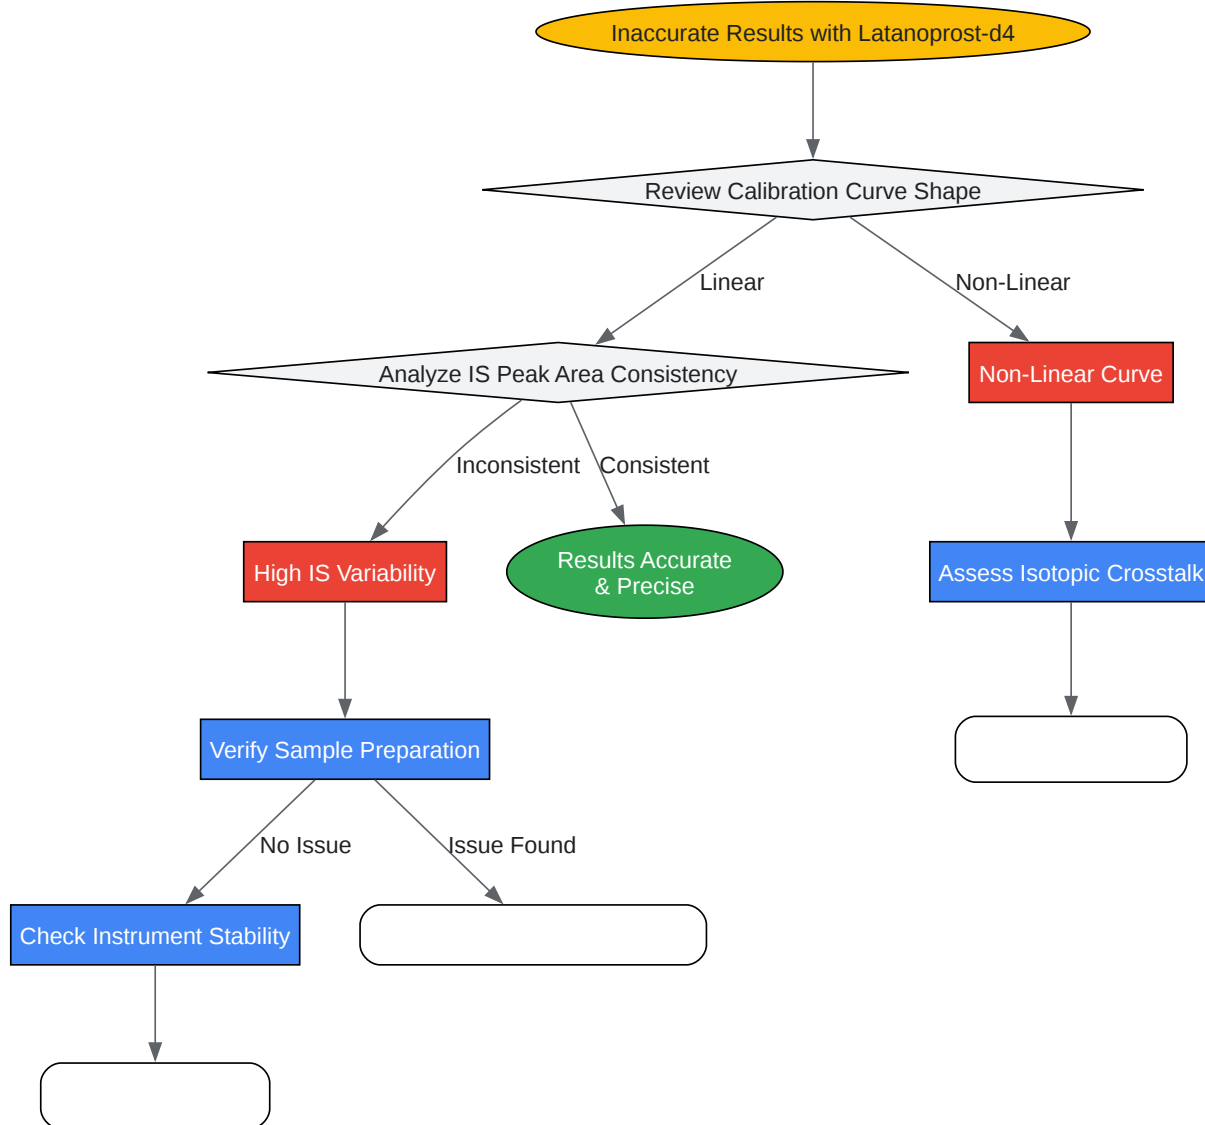 Inaccurate Results with Latanoprost-d4
Review Calibration Curve Shape
Linear
Non-Linear
Analyze IS Peak Area Consistency
Non-Linear Curve
Inconsistent
Consistent
High IS Variability
Results Accurate
& Precise
Assess Isotopic Crosstalk
Verify Sample Preparation
No Issue
Issue Found
Check Instrument Stability